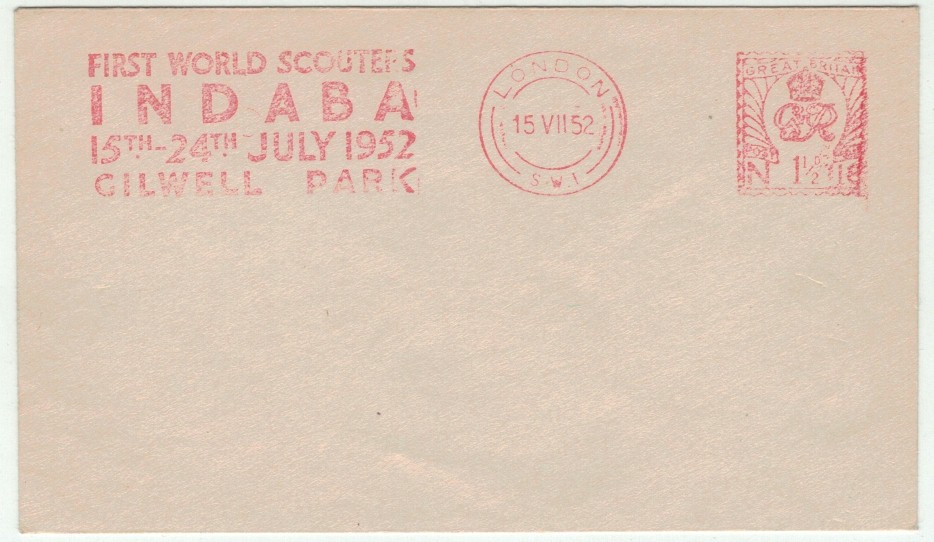 FIRST WORLD SCOUTERS
INDABA
15TH-24TH JULY 1952
GILWELL PARK
LONDON
15 VII 52
S.W.1
GREAT BRITAIN
GR
N 1½D